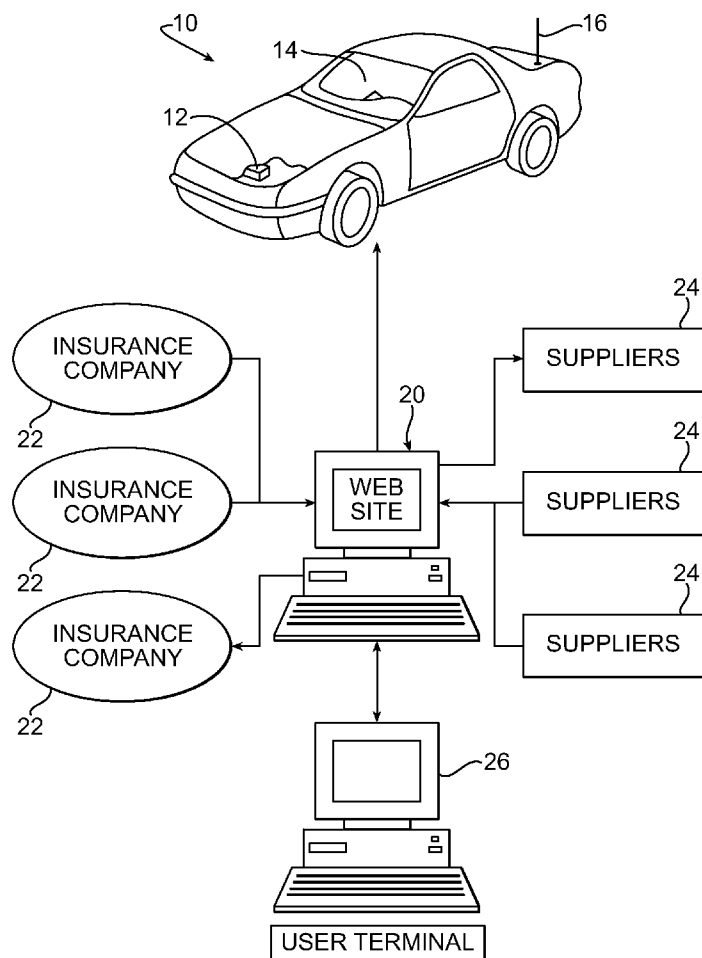 10
14
16
12
INSURANCE
COMPANY
22
24
SUPPLIERS
20
INSURANCE
COMPANY
22
WEB
SITE
24
SUPPLIERS
INSURANCE
COMPANY
22
24
SUPPLIERS
26
USER TERMINAL